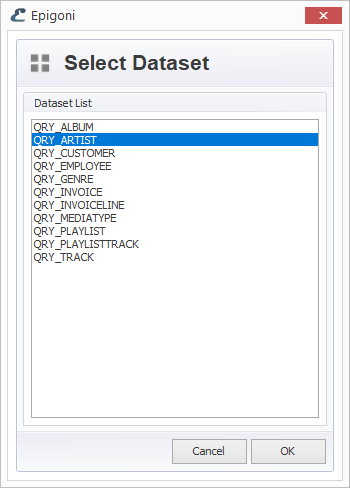 Epigoni
Select Dataset
Dataset List
QRY_ALBUM
QRY_ARTIST
QRY_CUSTOMER
QRY_EMPLOYEE
QRY_GENRE
QRY_INVOICE
QRY_INVOICELINE
QRY_MEDIATYPE
QRY_PLAYLIST
QRY_PLAYLISTTRACK
QRY_TRACK
Cancel OK